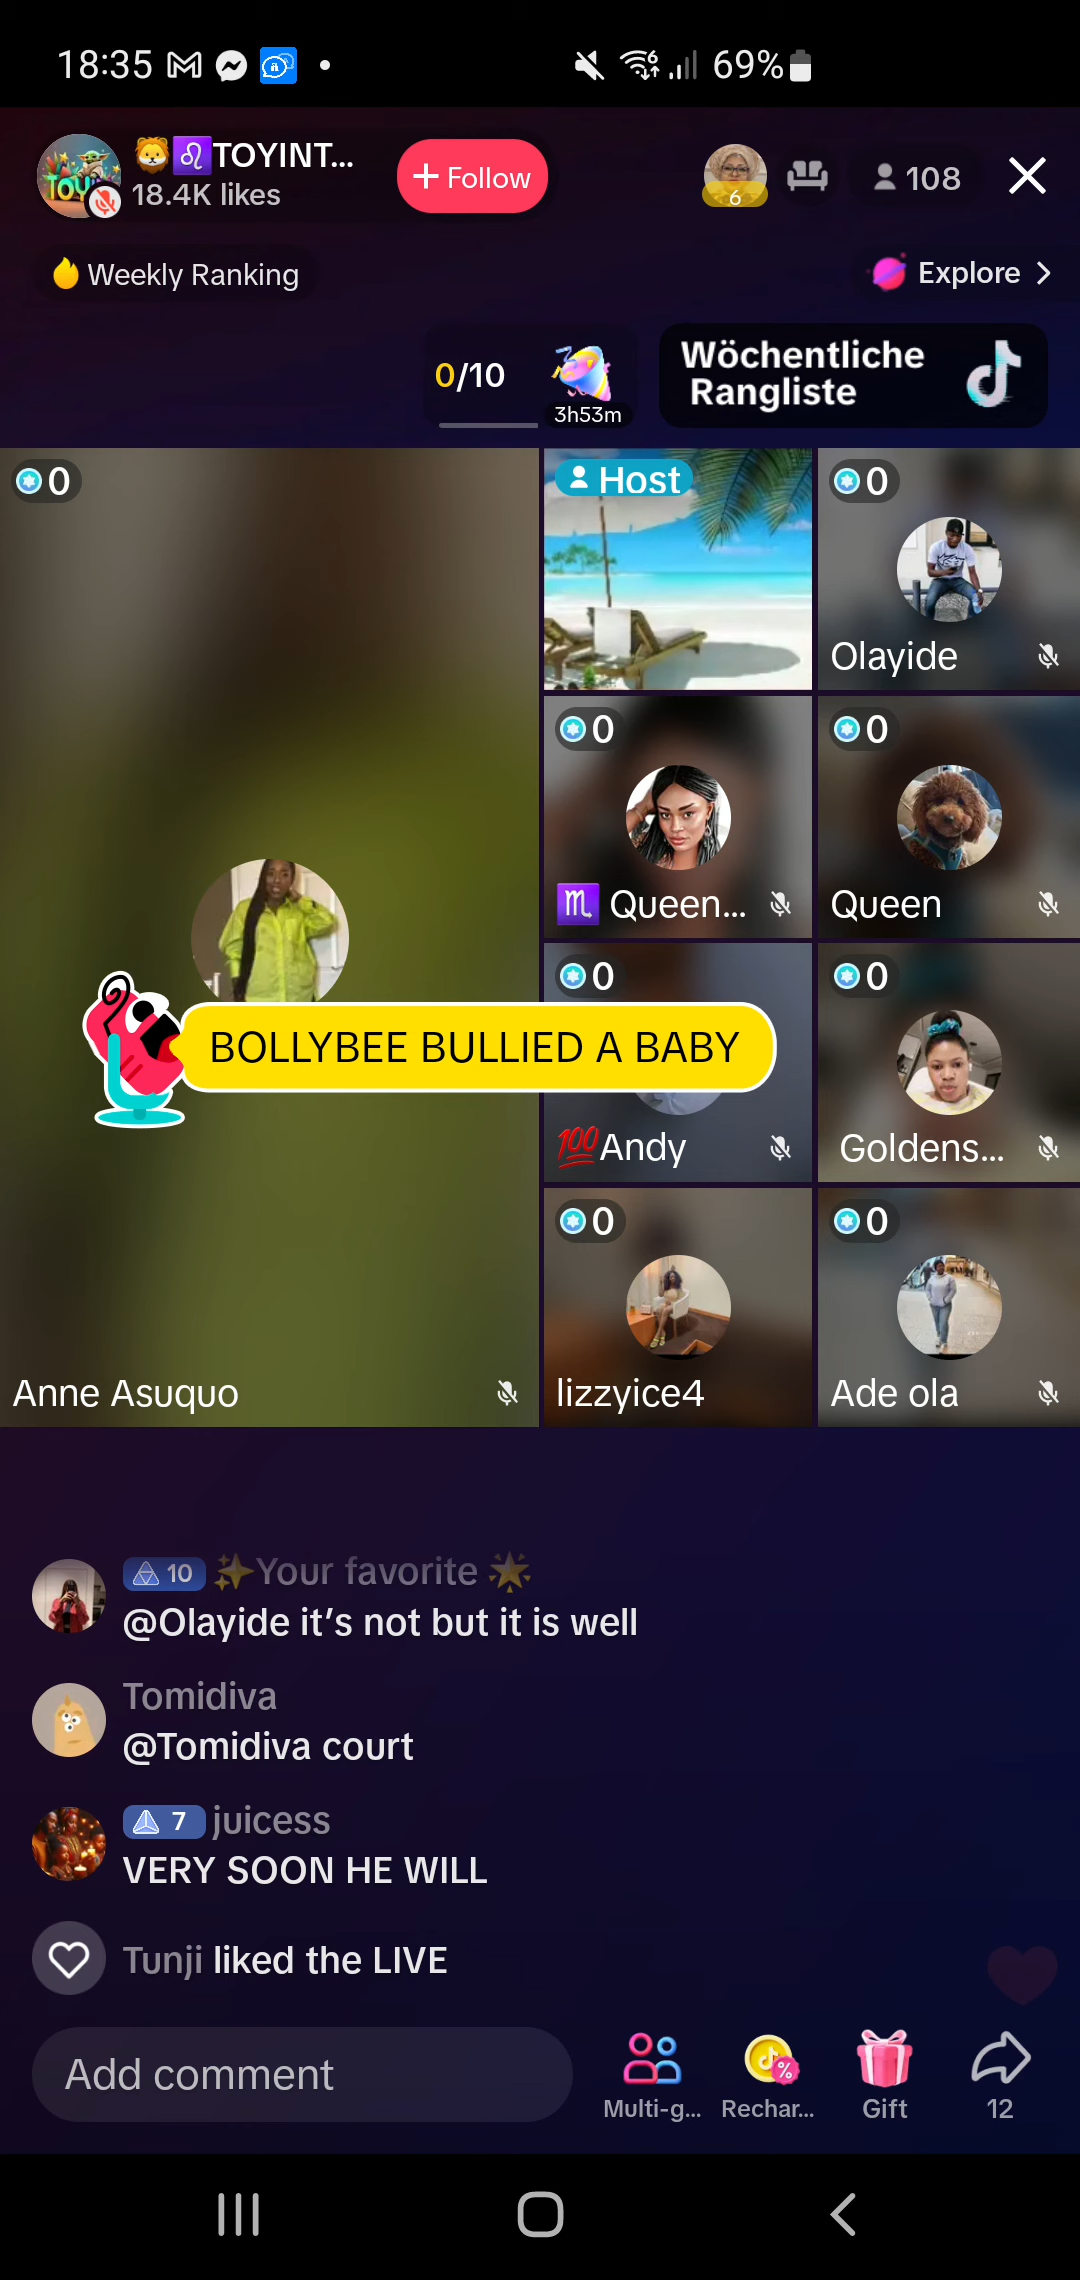 18:35
69%
🦁♌TOYINT...
18.4K likes
+ Follow
6
108
Weekly Ranking
Explore
0/10
3h53m
Wöchentliche
Rangliste
0
Host
0
Olayide
0
♏ Queen...
0
Queen
0
💯Andy
0
Goldens...
BOLLYBEE BULLIED A BABY
Anne Asuquo
0
lizzyice4
0
Ade ola
10 ✨Your favorite 🌟
@Olayide it's not but it is well
Tomidiva
@Tomidiva court
7 juicess
VERY SOON HE WILL
Tunji liked the LIVE
Add comment
Multi-g...
Rechar...
Gift
12